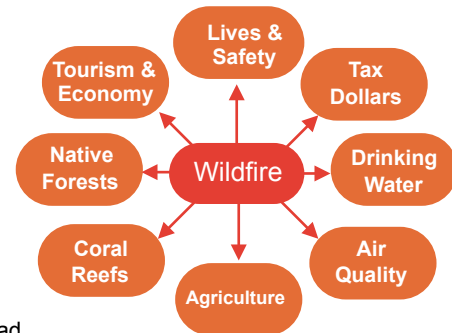 Lives &
Safety
Tourism &
Economy
Tax
Dollars
Native
Forests
Wildfire
Drinking
Water
Coral
Reefs
Air
Quality
Agriculture